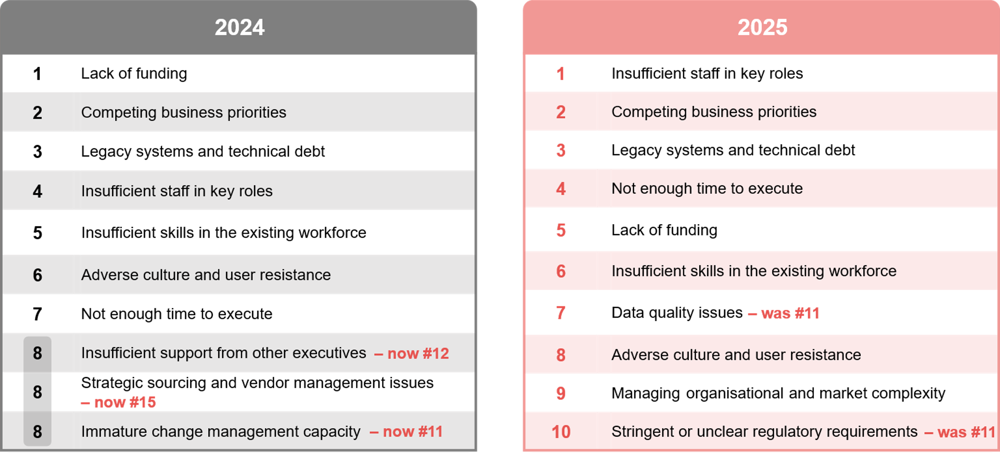 2024
1 Lack of funding
2 Competing business priorities
3 Legacy systems and technical debt
4 Insufficient staff in key roles
5 Insufficient skills in the existing workforce
6 Adverse culture and user resistance
7 Not enough time to execute
8 Insufficient support from other executives – now #12
8 Strategic sourcing and vendor management issues
– now #15
8 Immature change management capacity – now #11
2025
1 Insufficient staff in key roles
2 Competing business priorities
3 Legacy systems and technical debt
4 Not enough time to execute
5 Lack of funding
6 Insufficient skills in the existing workforce
7 Data quality issues – was #11
8 Adverse culture and user resistance
9 Managing organisational and market complexity
10 Stringent or unclear regulatory requirements – was #11